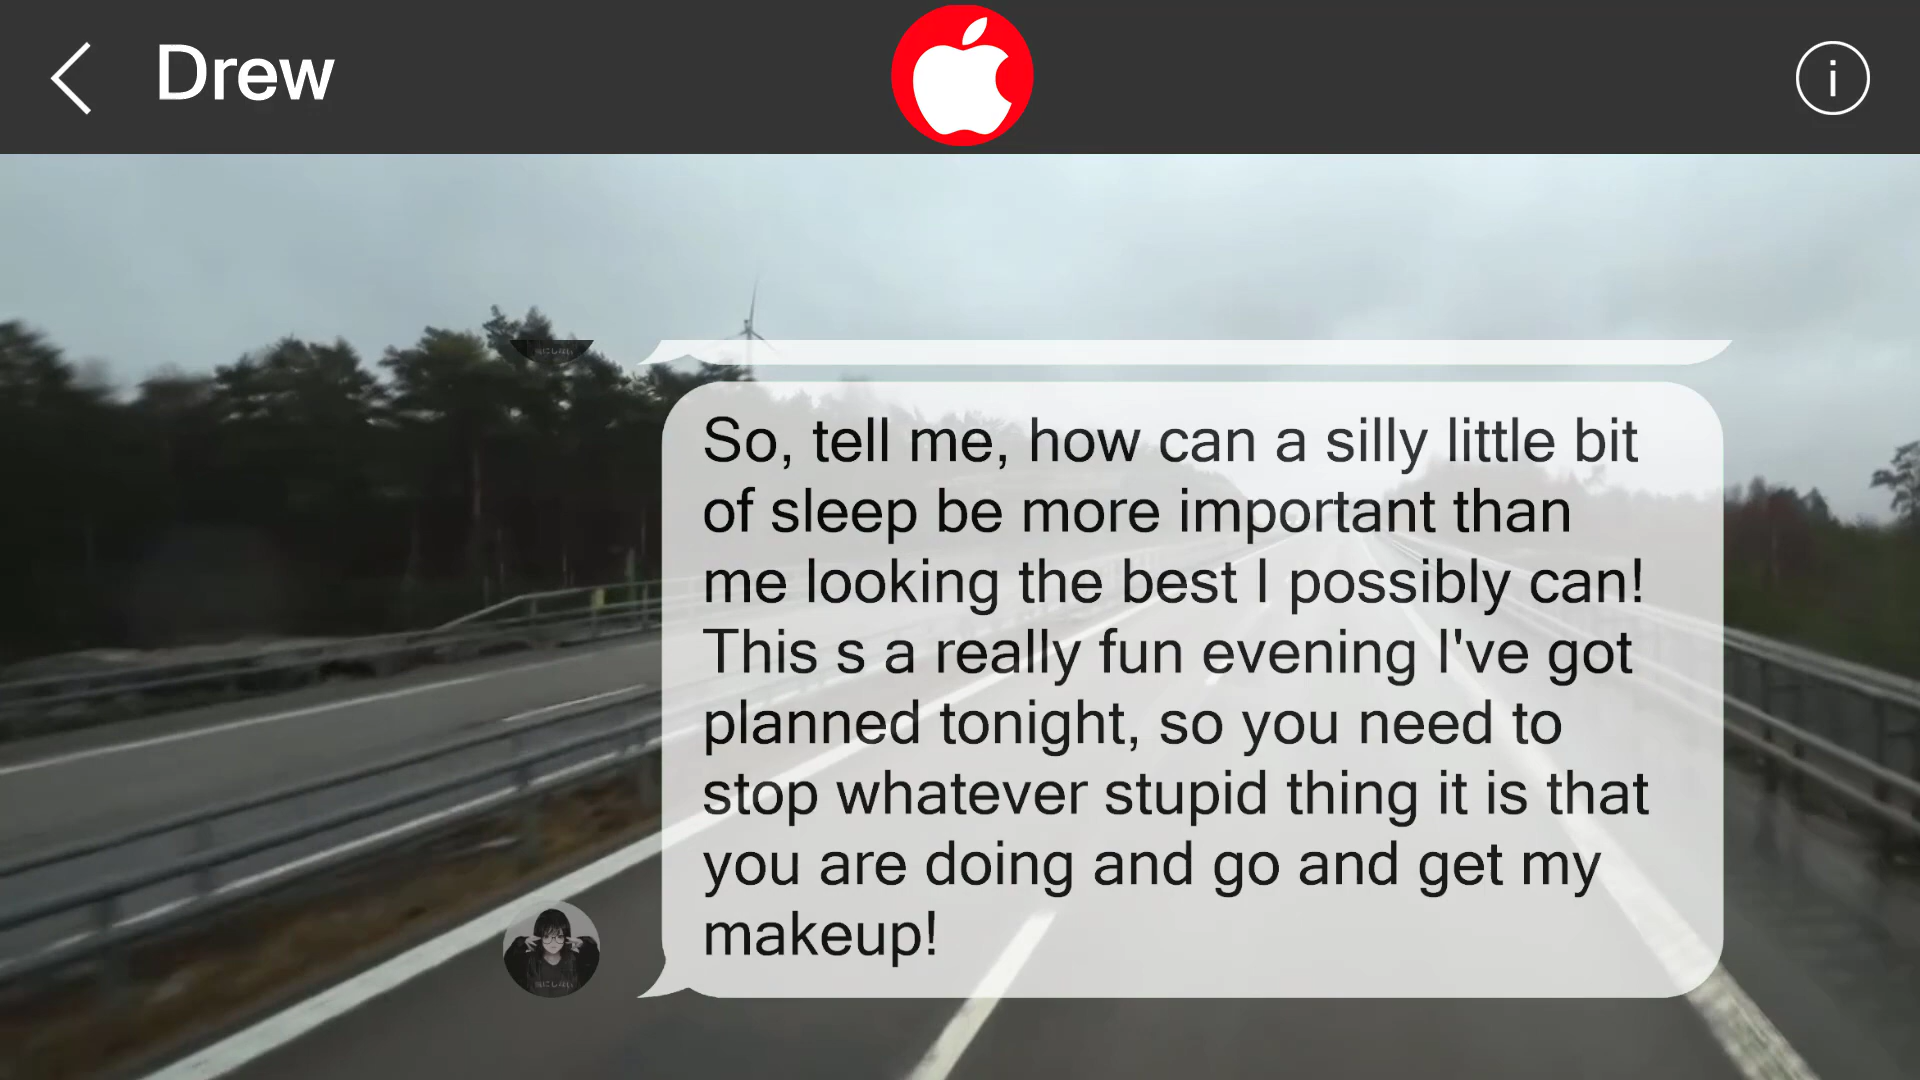 Drew
i
So, tell me, how can a silly little bit
of sleep be more important than
me looking the best I possibly can!
This s a really fun evening I've got
planned tonight, so you need to
stop whatever stupid thing it is that
you are doing and go and get my
makeup!